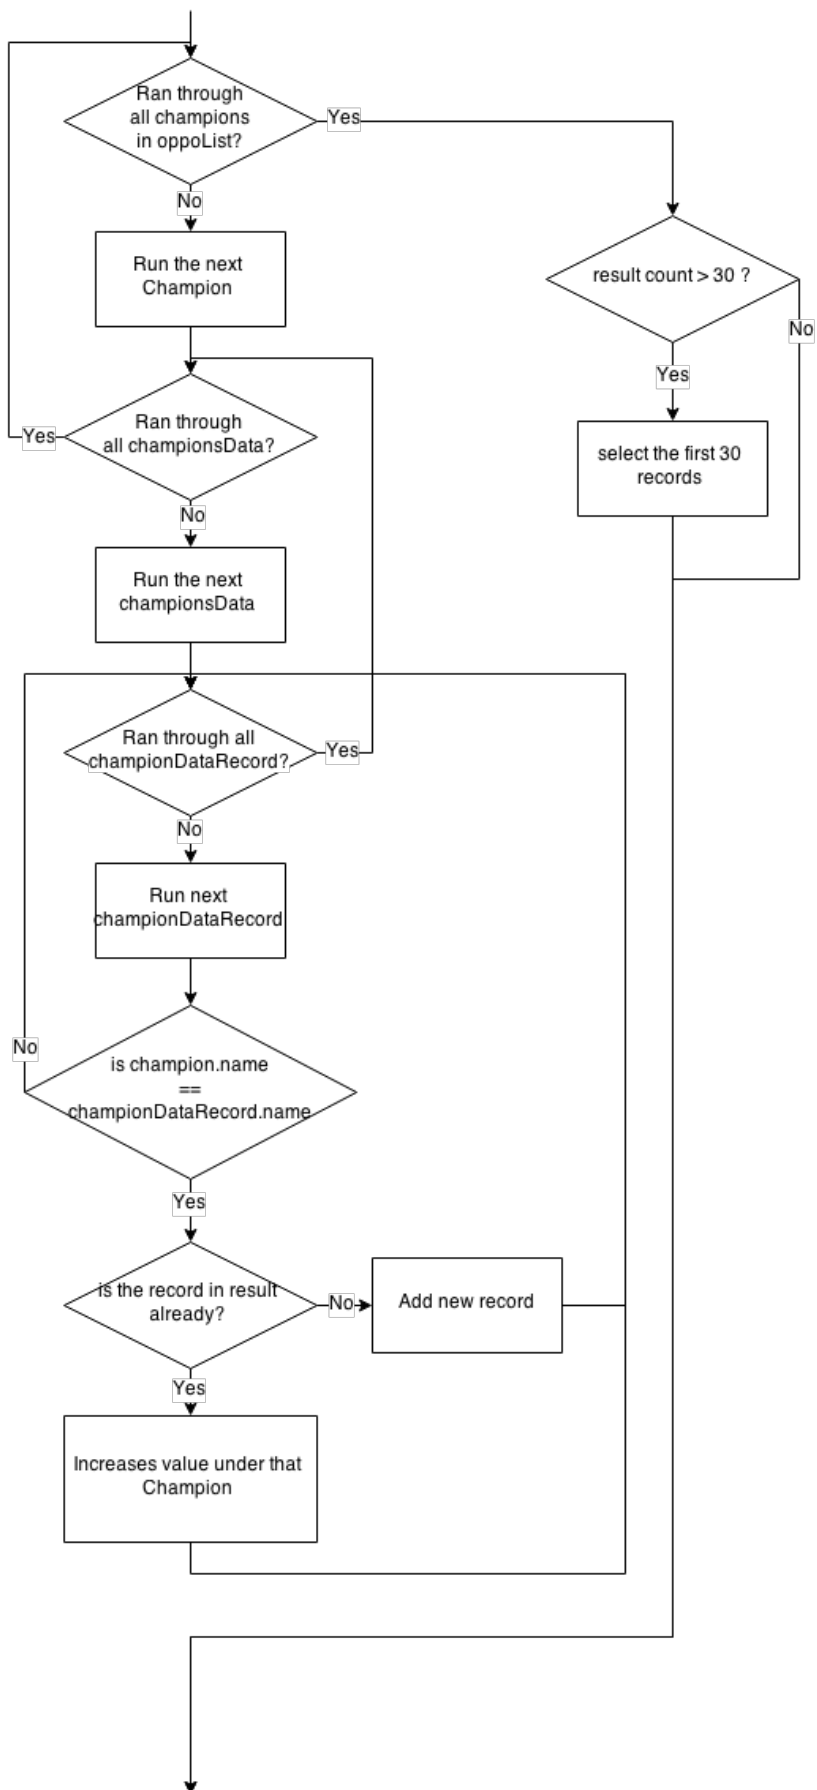 Ran through
all champions
in oppoList?
Yes
No
Run the next
Champion
result count > 30 ?
No
Yes
select the first 30
records
Ran through
all championsData?
Yes
No
Run the next
championsData
Ran through all
championDataRecord?
Yes
No
Run next
championDataRecord
No
is champion.name
==
championDataRecord.name
Yes
is the record in result
already?
No
Add new record
Yes
Increases value under that
Champion